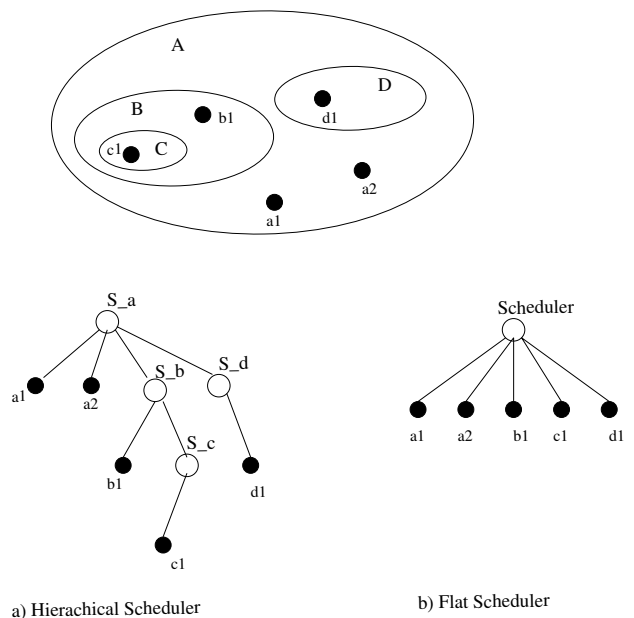 A
D
B
b1
d1
c1
C
a2
a1
S_a
Scheduler
S_b
S_d
a1
a2
a1
a2
b1
c1
d1
S_c
b1
d1
c1
a) Hierachical Scheduler
b) Flat Scheduler